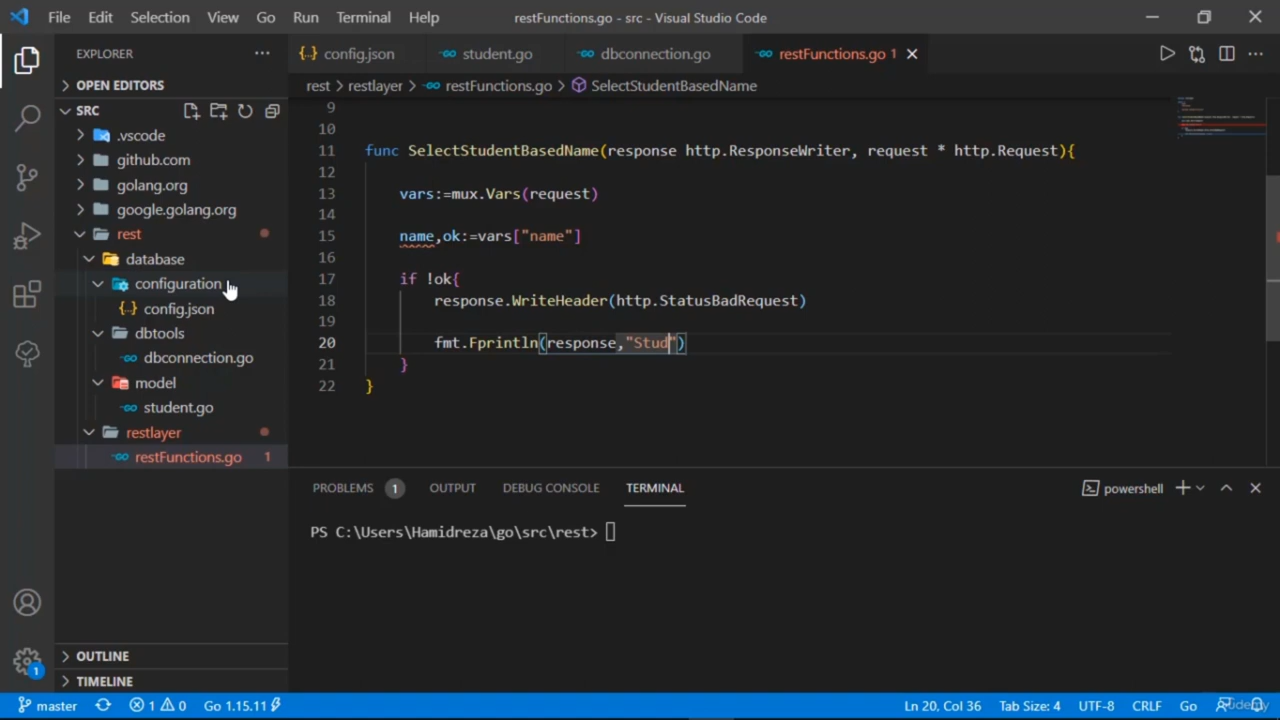 File Edit Selection View Go Run Terminal Help restFunctions.go - src - Visual Studio Code
EXPLORER
config.json student.go dbconnection.go restFunctions.go 1
OPEN EDITORS
rest > restlayer > restFunctions.go > SelectStudentBasedName
SRC
.vscode
github.com
golang.org
google.golang.org
rest
database
configuration
config.json
dbtools
dbconnection.go
model
student.go
restlayer
restFunctions.go 1
OUTLINE
TIMELINE
9
10
11 func SelectStudentBasedName(response http.ResponseWriter, request * http.Request){
12
13 vars:=mux.Vars(request)
14
15 name,ok:=vars["name"]
16
17 if !ok{
18 response.WriteHeader(http.StatusBadRequest)
19
20 fmt.Fprintln(response,"Stud")
21 }
22 }
PROBLEMS 1 OUTPUT DEBUG CONSOLE TERMINAL powershell
PS C:\Users\Hamidreza\go\src\rest>
1
master 1 0 Go 1.15.11 Ln 20, Col 36 Tab Size: 4 UTF-8 CRLF Go